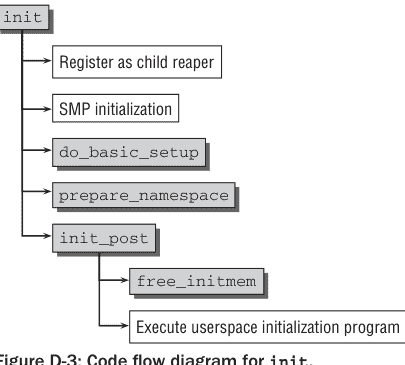 init
Register as child reaper
SMP initialization
do_basic_setup
prepare_namespace
init_post
free_initmem
Execute userspace initialization program
Figure D-3: Code flow diagram for init.